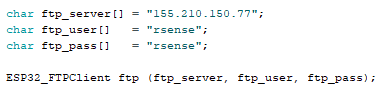 char ftp_server[] = "155.210.150.77";
char ftp_user[]   = "rsense";
char ftp_pass[]   = "rsense";
ESP32_FTPClient ftp (ftp_server, ftp_user, ftp_pass);